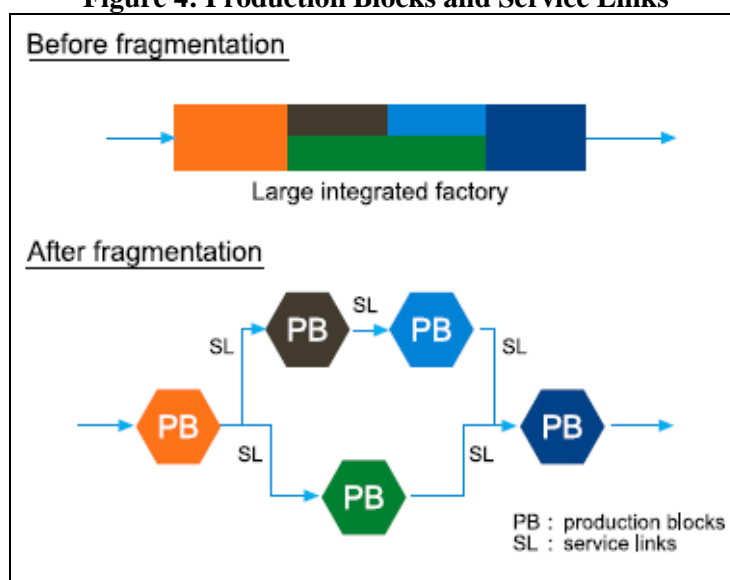 Figure 4: Production Blocks and Service Links
Before fragmentation
Large integrated factory
After fragmentation
PB
SL
PB
SL
SL
PB
PB
SL
SL
PB
PB : production blocks
SL : service links